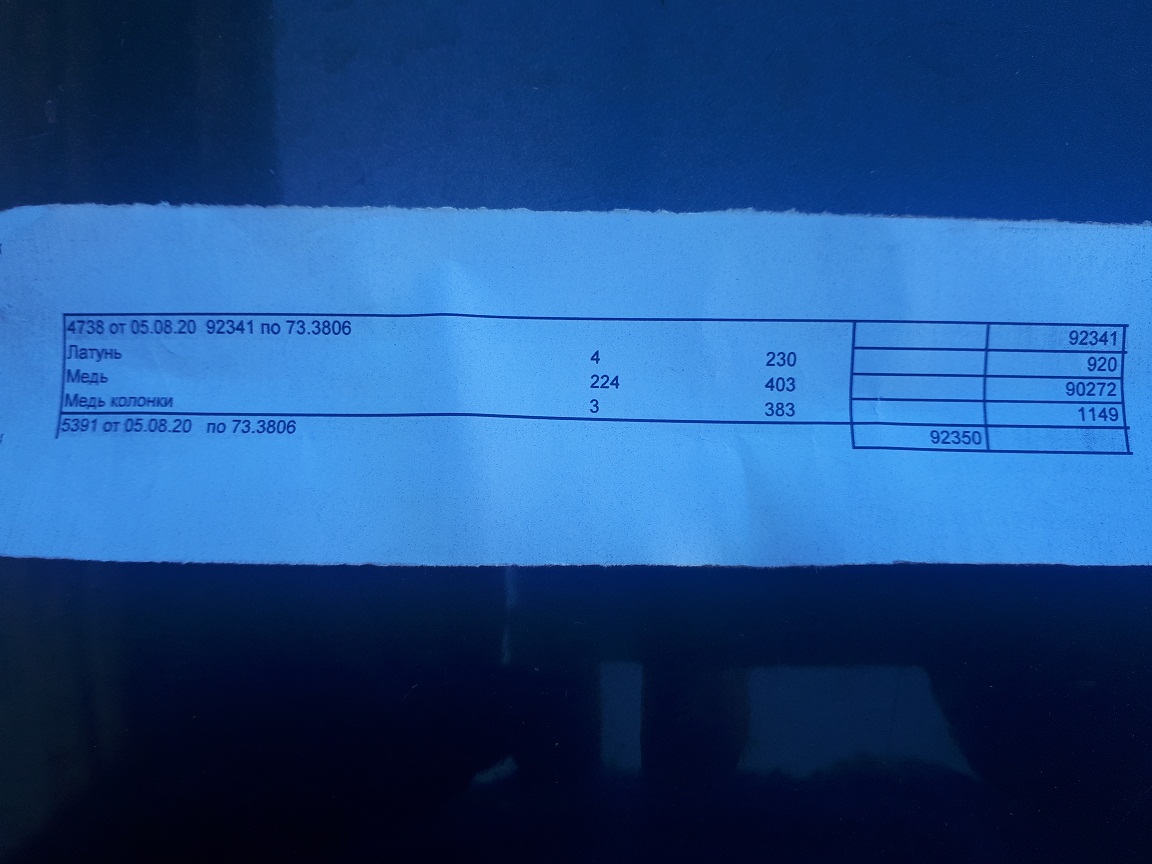 4738 от 05.08.20 92341 по 73.3806 92341
Латунь 4 230 920
Медь 224 403 90272
Медь колонки 3 383 1149
5391 от 05.08.20 по 73.3806 92350